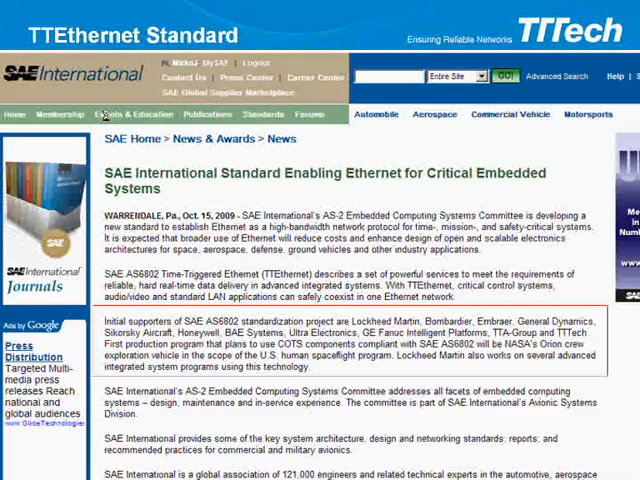 TTEthernet Standard
Ensuring Reliable Networks TTTech
SAE International
Hi, MirkoJ - MySAE | Logout
Contact Us | Press Center | Career Center
SAE Global Supplier Marketplace
Entire Site GO! Advanced Search Help |
Home Membership Events & Education Publications Standards Forums Automobile Aerospace Commercial Vehicle Motorsports
SAE Home > News & Awards > News
SAE International Standard Enabling Ethernet for Critical Embedded
Systems
WARRENDALE, Pa., Oct. 15, 2009 - SAE International's AS-2 Embedded Computing Systems Committee is developing a
new standard to establish Ethernet as a high-bandwidth network protocol for time-, mission-, and safety-critical systems.
It is expected that broader use of Ethernet will reduce costs and enhance design of open and scalable electronics
architectures for space, aerospace, defense, ground vehicles and other industry applications.
SAE AS6802 Time-Triggered Ethernet (TTEthernet) describes a set of powerful services to meet the requirements of
reliable, hard real-time data delivery in advanced integrated systems. With TTEthernet, critical control systems,
audio/video and standard LAN applications can safely coexist in one Ethernet network.
Initial supporters of SAE AS6802 standardization project are Lockheed Martin, Bombardier, Embraer, General Dynamics,
Sikorsky Aircraft, Honeywell, BAE Systems, Ultra Electronics, GE Fanuc Intelligent Platforms, TTA-Group and TTTech
First production program that plans to use COTS components compliant with SAE AS6802 will be NASA's Orion crew
exploration vehicle in the scope of the U.S. human spaceflight program. Lockheed Martin also works on several advanced
integrated system programs using this technology.
SAE International's AS-2 Embedded Computing Systems Committee addresses all facets of embedded computing
systems – design, maintenance and in-service experience. The committee is part of SAE International's Avionic Systems
Division.
SAE International provides some of the key system architecture, design and networking standards; reports; and
recommended practices for commercial and military avionics.
SAE International is a global association of 121,000 engineers and related technical experts in the automotive, aerospace
SAE International
Journals
Ads by Google
Press
Distribution
Targeted Multi-
media press
releases Reach
national and
global audiences
www.GlobeTechnologies
Me
in
Num
www
SAE